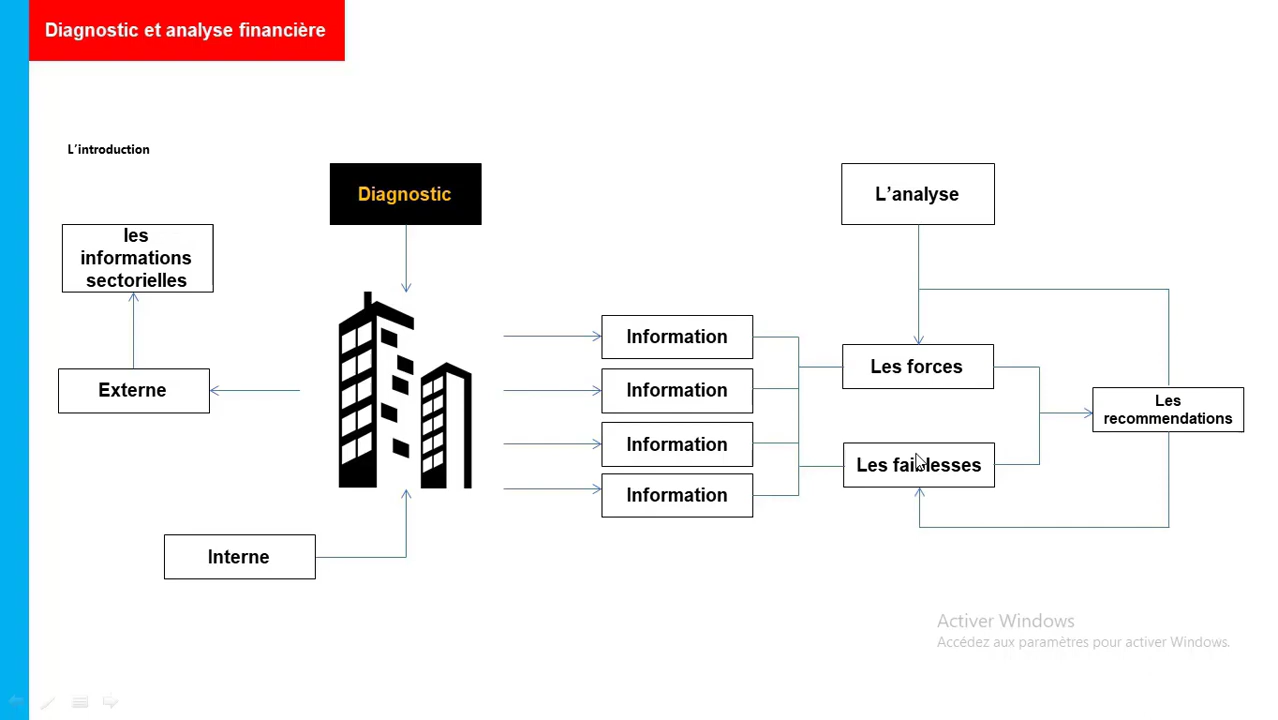 Diagnostic et analyse financière
L’introduction
Diagnostic
L’analyse
les
informations
sectorielles
Externe
Interne
Information
Information
Information
Information
Les forces
Les faiblesses
Les
recommendations
Activer Windows
Accédez aux paramètres pour activer Windows.